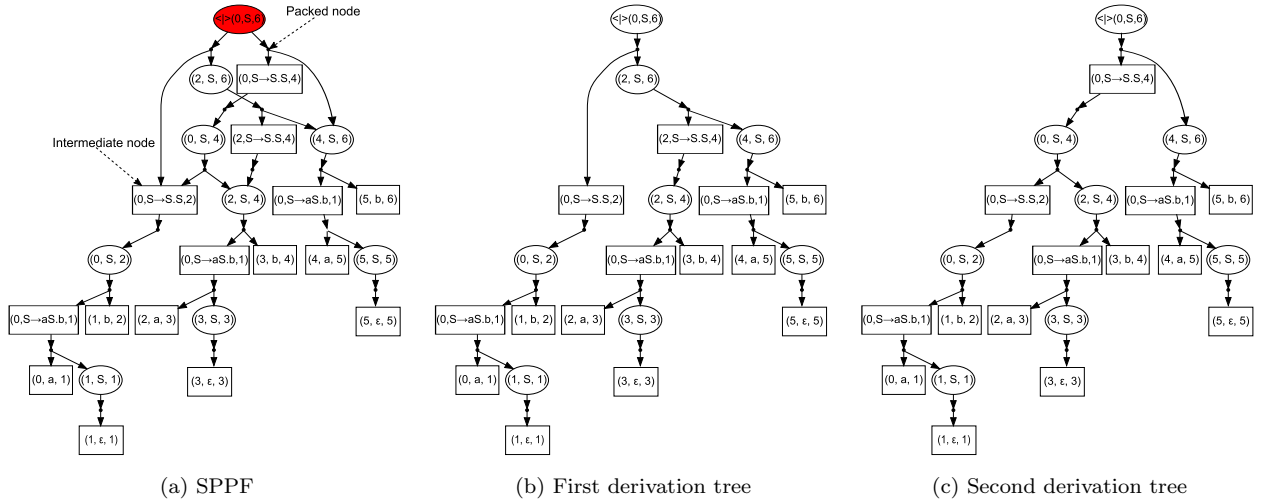 <|>(0,S,6)
Packed node
(2, S, 6)
(0,S→S.S,4)
(0, S, 4)
(2,S→S.S,4)
(4, S, 6)
Intermediate node
(0,S→S.S,2)
(2, S, 4)
(0,S→aS.b,1)
(5, b, 6)
(0, S, 2)
(0,S→aS.b,1)
(3, b, 4)
(4, a, 5)
(5, S, 5)
(0,S→aS.b,1)
(1, b, 2)
(2, a, 3)
(3, S, 3)
(5, ε, 5)
(0, a, 1)
(1, S, 1)
(3, ε, 3)
(1, ε, 1)
(a) SPPF
<|>(0,S,6)
(2, S, 6)
(2,S→S.S,4)
(4, S, 6)
(0,S→S.S,2)
(2, S, 4)
(0,S→aS.b,1)
(5, b, 6)
(0, S, 2)
(0,S→aS.b,1)
(3, b, 4)
(4, a, 5)
(5, S, 5)
(0,S→aS.b,1)
(1, b, 2)
(2, a, 3)
(3, S, 3)
(5, ε, 5)
(0, a, 1)
(1, S, 1)
(3, ε, 3)
(1, ε, 1)
(b) First derivation tree
<|>(0,S,6)
(0,S→S.S,4)
(0, S, 4)
(4, S, 6)
(0,S→S.S,2)
(2, S, 4)
(0,S→aS.b,1)
(5, b, 6)
(0, S, 2)
(0,S→aS.b,1)
(3, b, 4)
(4, a, 5)
(5, S, 5)
(0,S→aS.b,1)
(1, b, 2)
(2, a, 3)
(3, S, 3)
(5, ε, 5)
(0, a, 1)
(1, S, 1)
(3, ε, 3)
(1, ε, 1)
(c) Second derivation tree